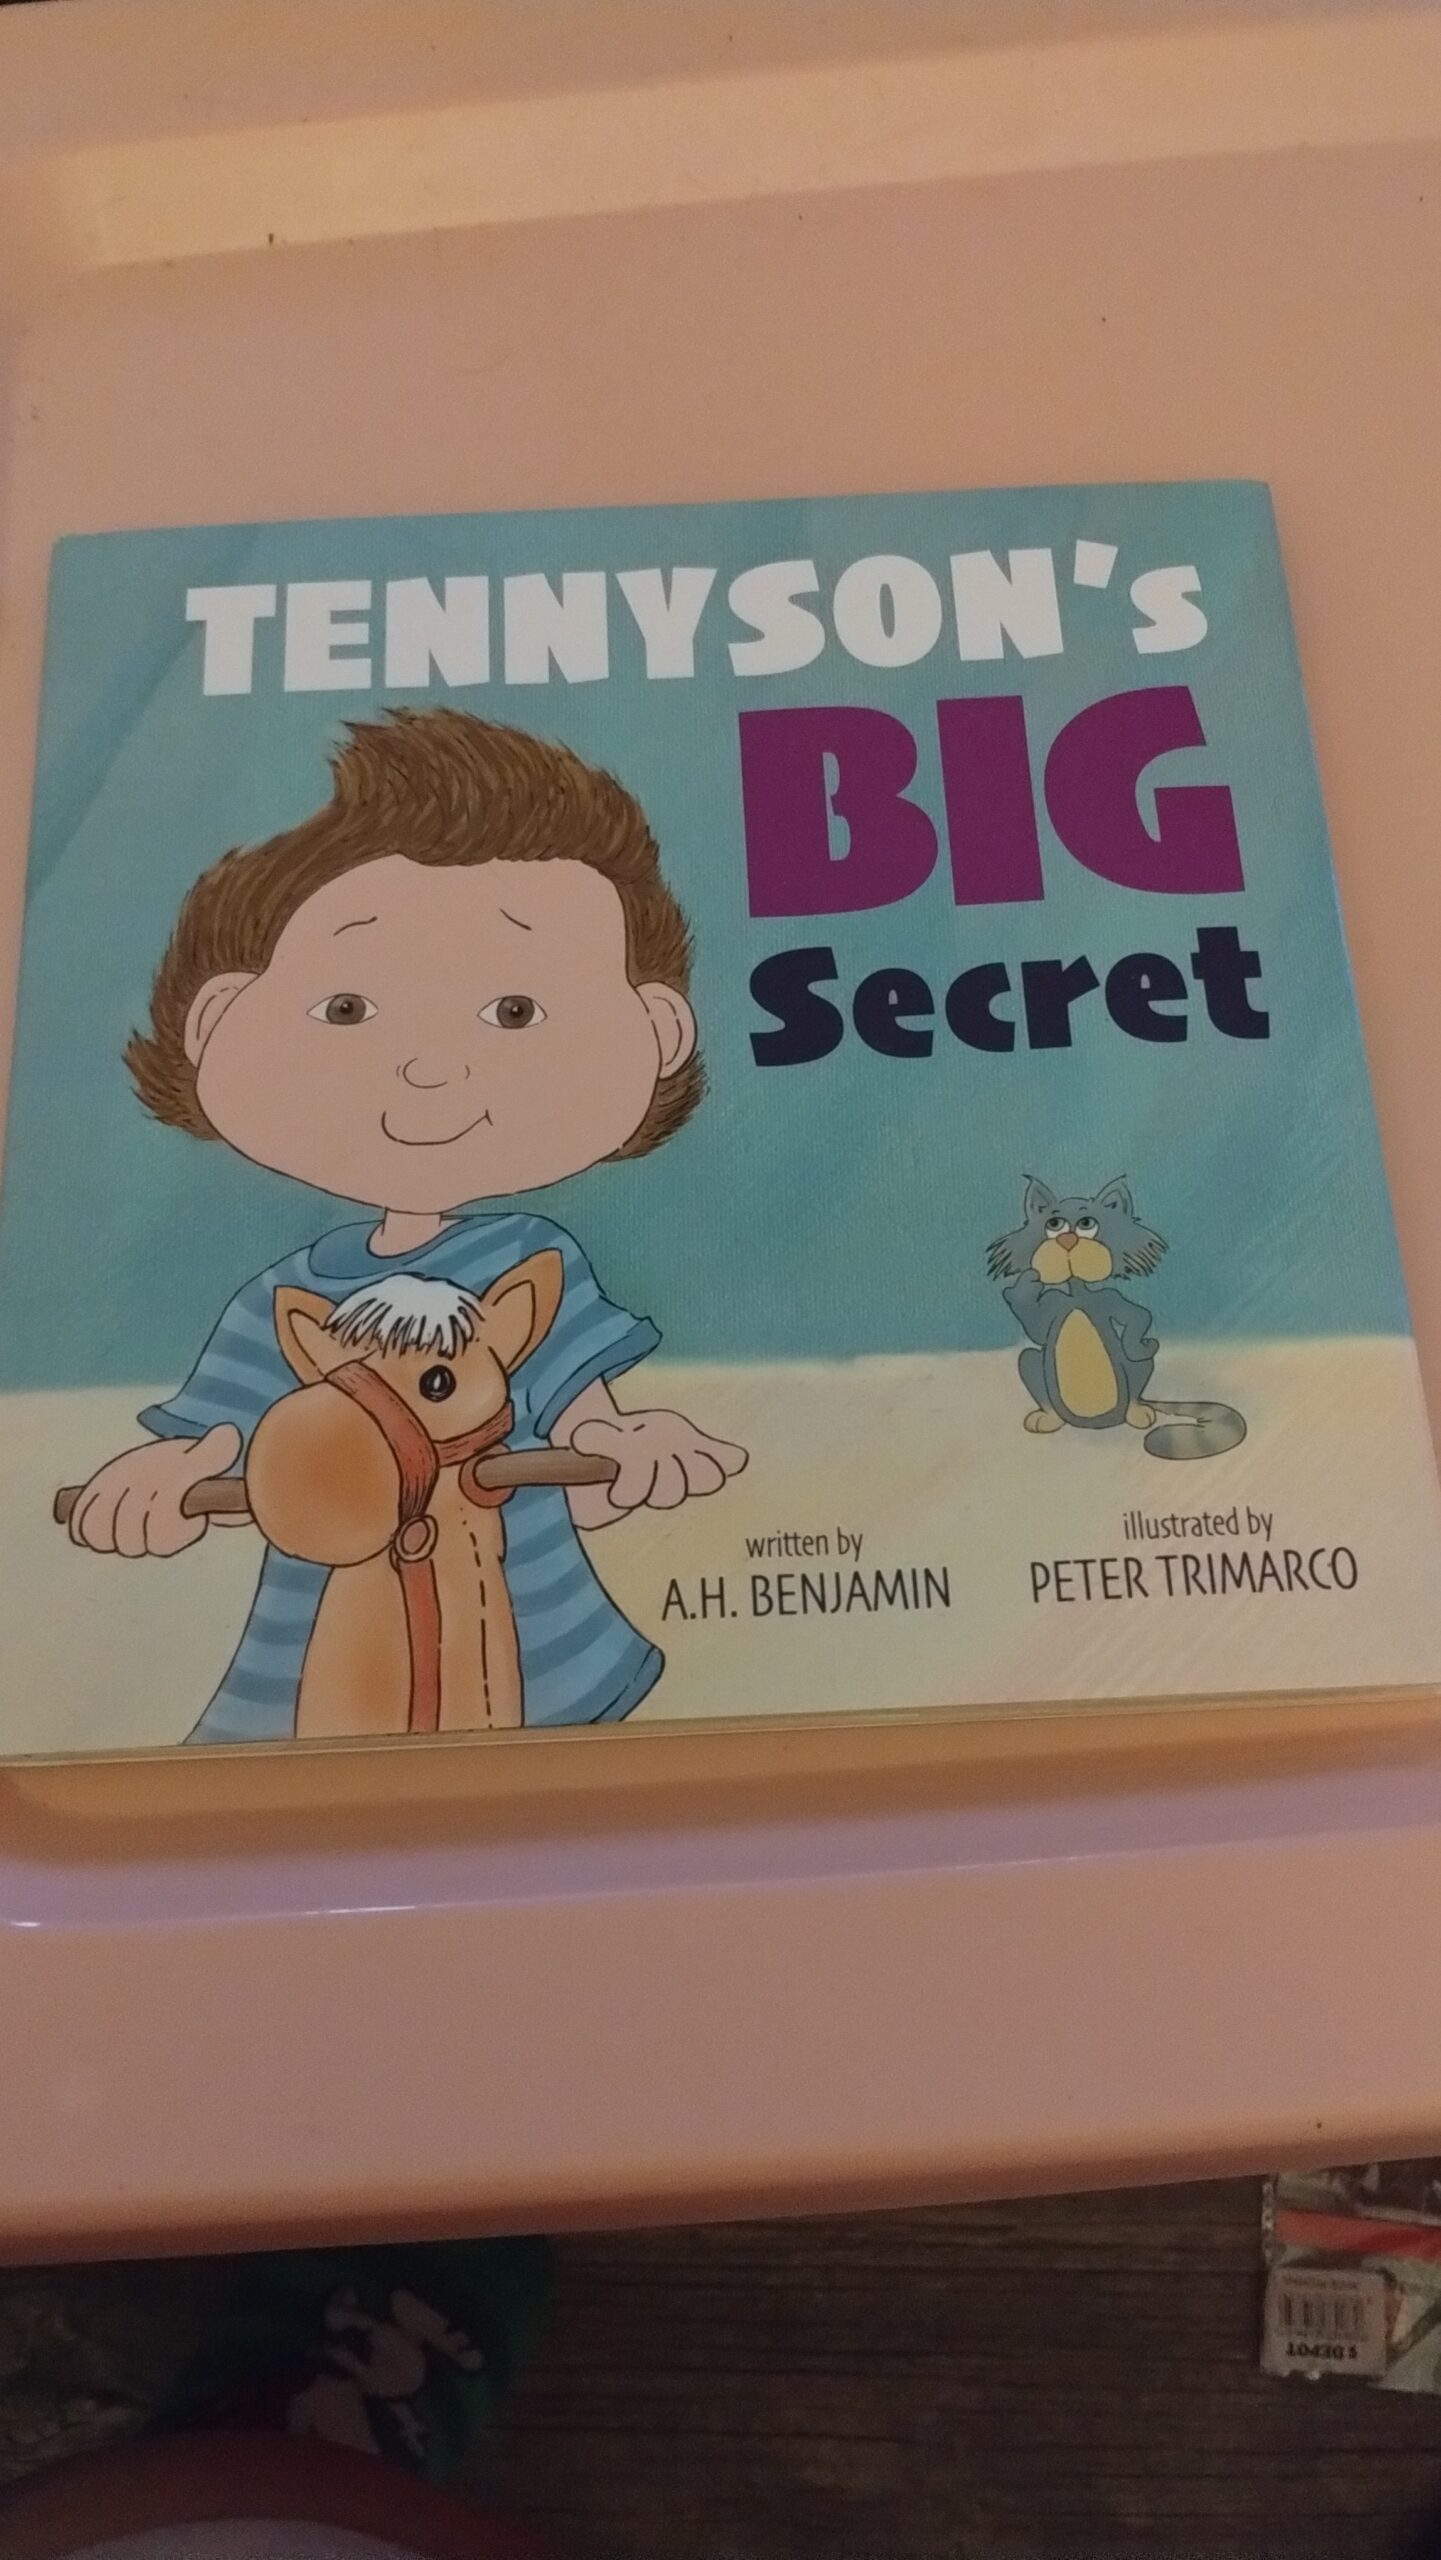 TENNYSON's
BIG
Secret
written by
A.H. BENJAMIN
illustrated by
PETER TRIMARCO